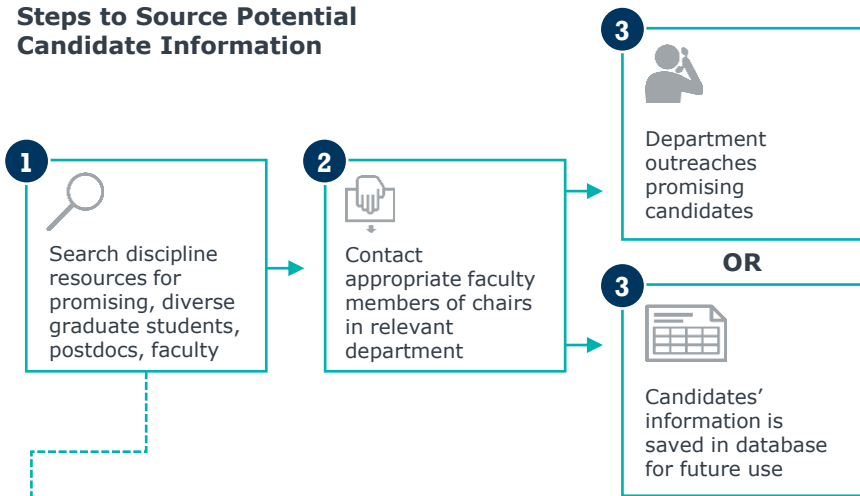 Steps to Source Potential
Candidate Information
1
Search discipline
resources for
promising, diverse
graduate students,
postdocs, faculty
2
Contact
appropriate faculty
members of chairs
in relevant
department
3
Department
outreaches
promising
candidates
OR
3
Candidates’
information is
saved in database
for future use